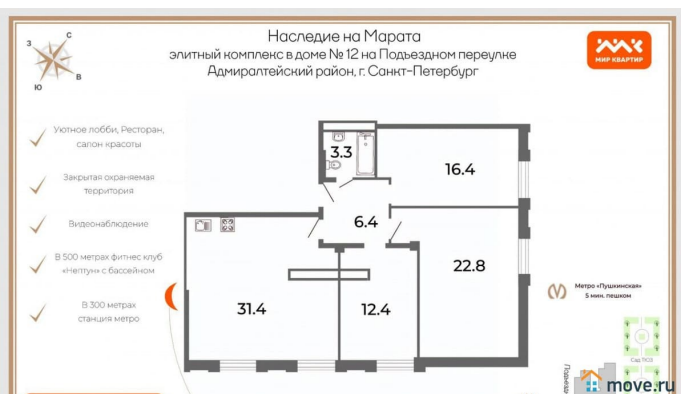 Наследие на Марата
элитный комплекс в доме № 12 на Подъездном переулке
Адмиралтейский район, г. Санкт-Петербург
МИР КВАРТИР
С
З
В
Ю
Уютное лобби, Ресторан,
салон красоты
Закрытая охраняемая
территория
Видеонаблюдение
В 500 метрах фитнес клуб
«Нептун» с бассейном
В 300 метрах
станция метро
3.3
16.4
6.4
22.8
31.4
12.4
Метро «Пушкинская»
5 мин. пешком
Сад
Подъезд
move.ru